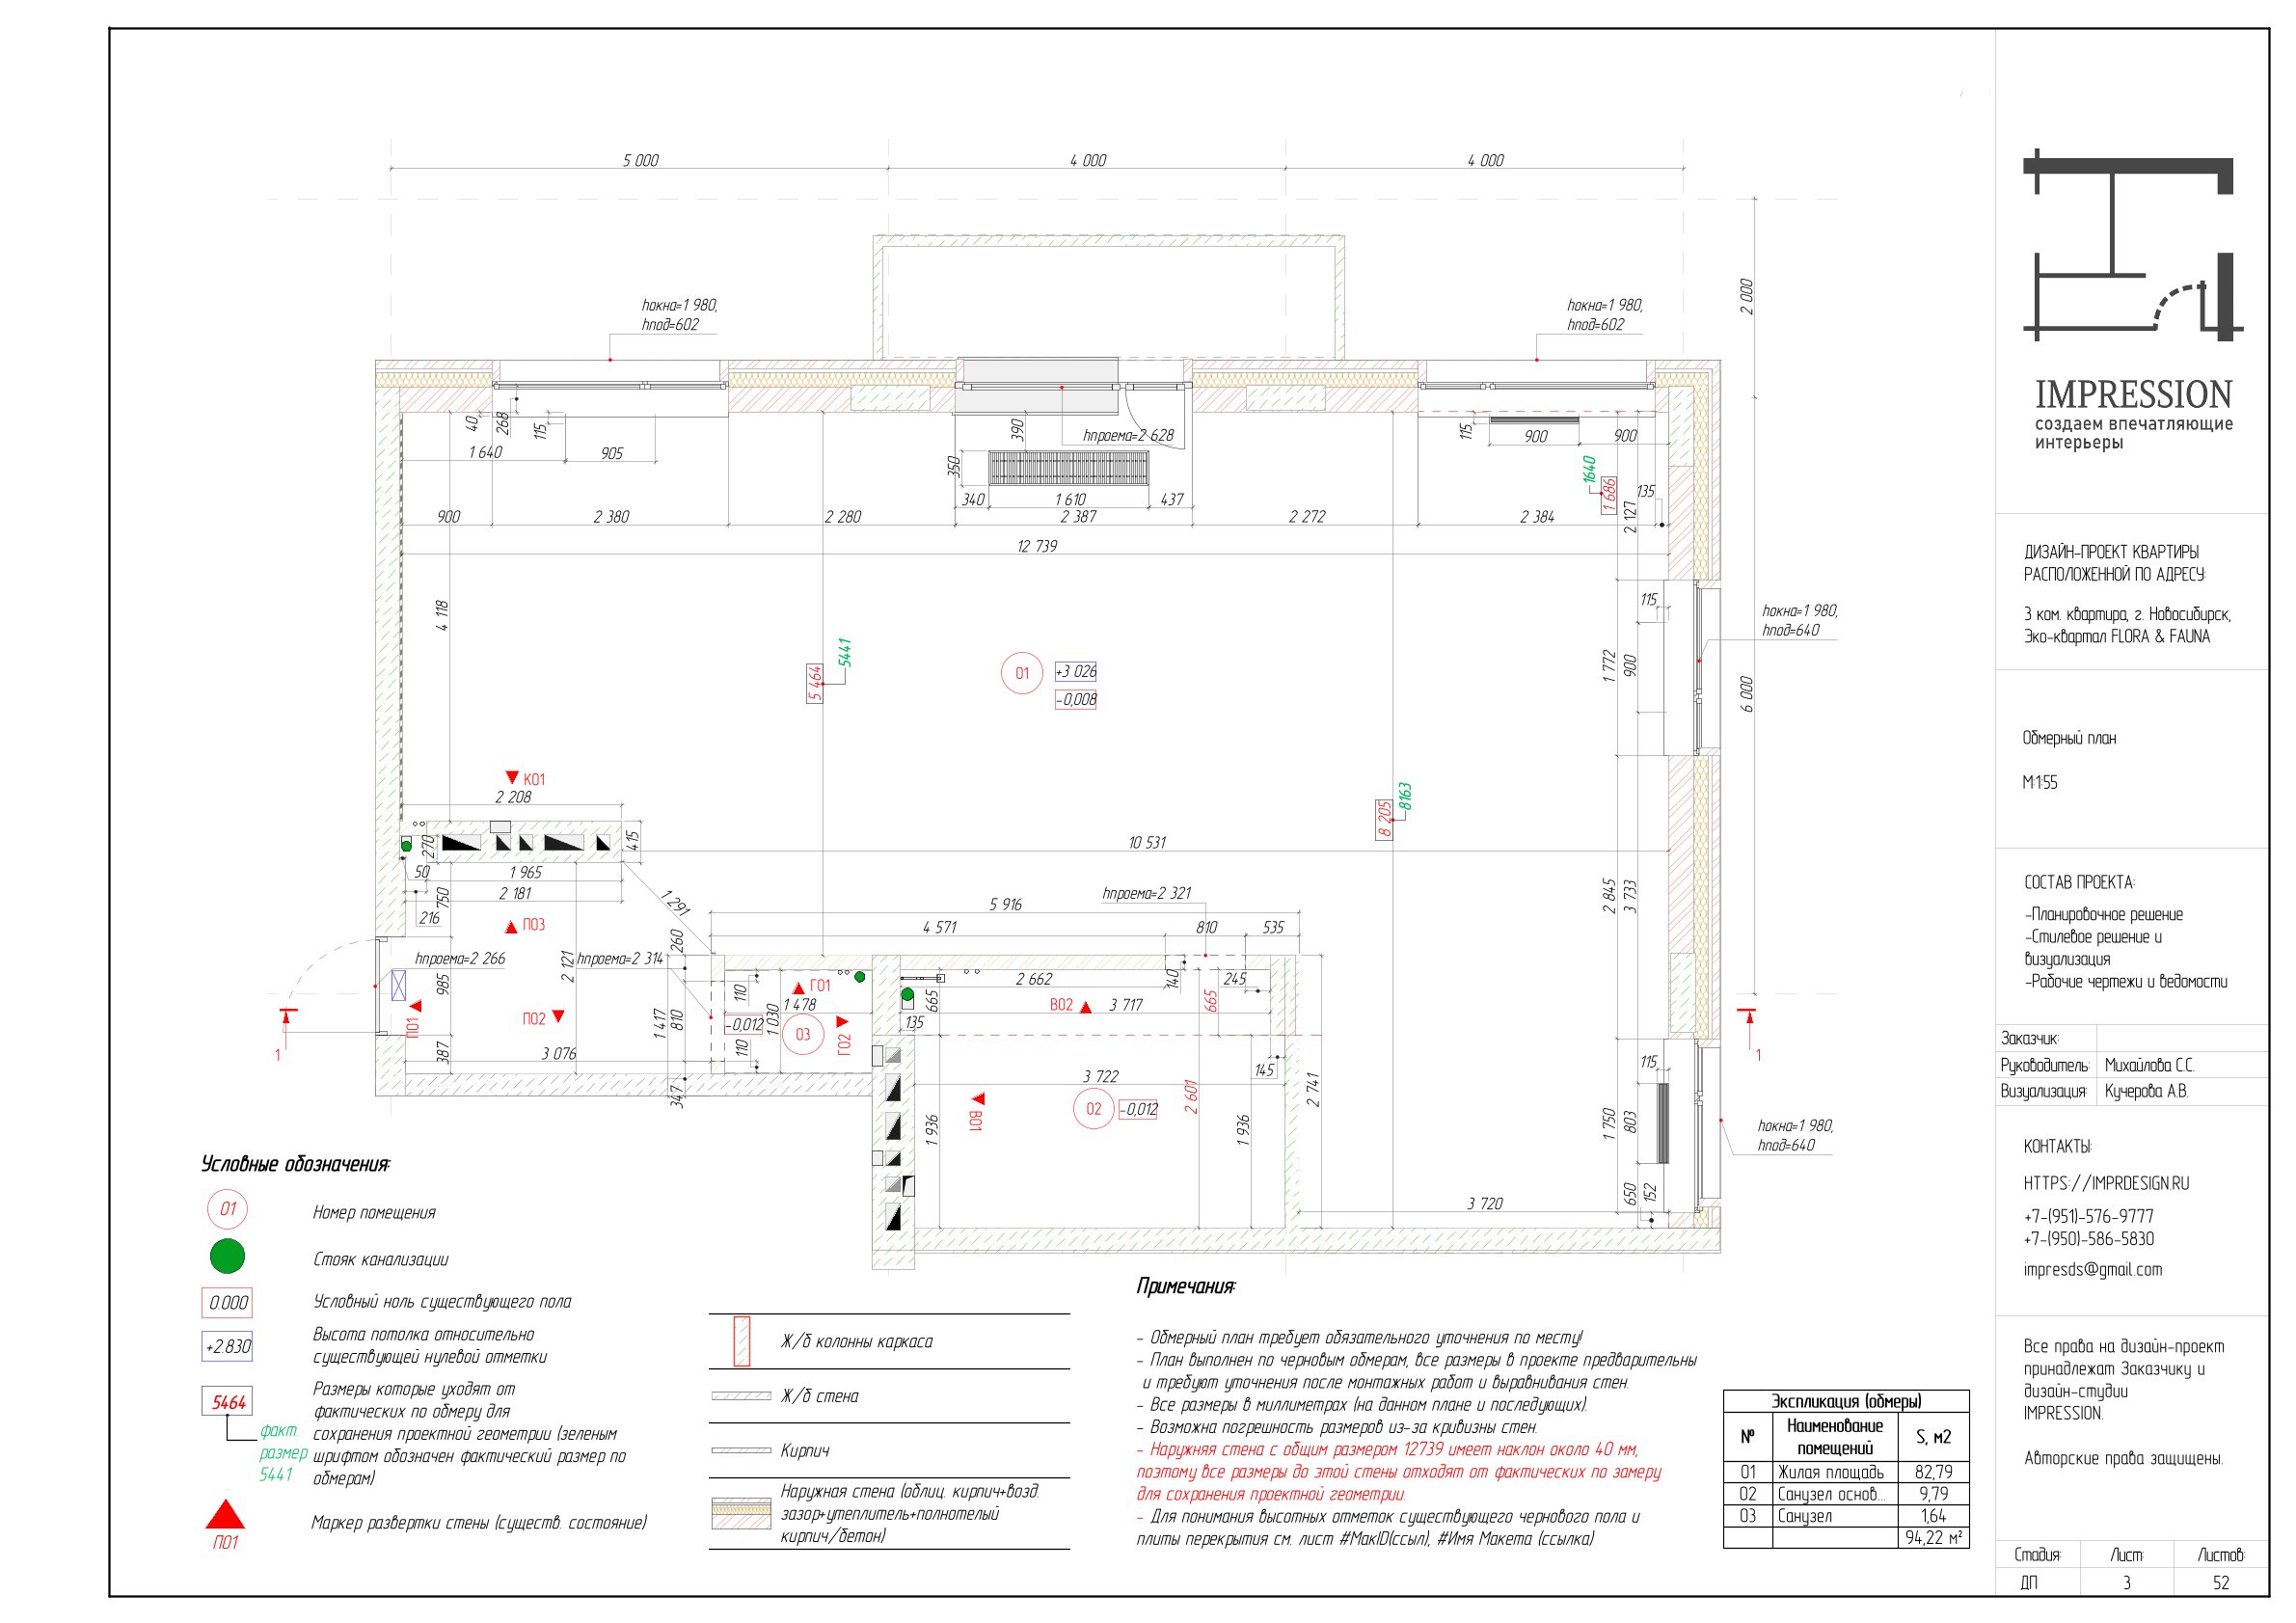 5 000
4 000
4 000
2 000
6 000
hокна=1 980,
hпод=602
hокна=1 980,
hпод=602
40
268
115
1 640
905
390
hпроема=2 628
350
340
1 610
437
115
900
900
1640
1 686
135
2 127
900
2 380
2 280
2 387
2 272
2 384
12 739
4 118
5 464
5441
01
+3 026
-0,008
115
1 772
900
hокна=1 980,
hпод=640
К01
2 208
270
415
50
1 965
2 181
216
750
1 291
10 531
8 205
8163
2 845
3 733
П03
hпроема=2 266
985
2 121
hпроема=2 314
260
5 916
hпроема=2 321
4 571
810
535
П01
П02
387
3 076
1 417
810
347
110
110
1 478
1 030
-0,012
03
Г01
Г02
665
135
2 662
140
245
665
В02
3 717
3 722
145
2 741
02
-0,012
2 601
В01
1 936
1 936
115
1 750
803
650
152
3 720
hокна=1 980,
hпод=640
1
1
Условные обозначения:
01
Номер помещения
Стояк канализации
0.000
Условный ноль существующего пола
+2.830
Высота потолка относительно
существующей нулевой отметки
5464
факт.
размер
5441
Размеры которые уходят от
фактических по обмеру для
сохранения проектной геометрии (зеленым
шрифтом обозначен фактический размер по
обмерам)
П01
Маркер развертки стены (существ. состояние)
Ж/б колонны каркаса
Ж/б стена
Кирпич
Наружная стена (облиц. кирпич+возд.
зазор+утеплитель+полнотелый
кирпич/бетон)
Примечания:
- Обмерный план требует обязательного уточнения по месту!
- План выполнен по черновым обмерам, все размеры в проекте предварительны
и требуют уточнения после монтажных работ и выравнивания стен.
- Все размеры в миллиметрах (на данном плане и последующих).
- Возможна погрешность размеров из-за кривизны стен.
- Наружняя стена с общим размером 12739 имеет наклон около 40 мм,
поэтому все размеры до этой стены отходят от фактических по замеру
для сохранения проектной геометрии.
- Для понимания высотных отметок существующего чернового пола и
плиты перекрытия см. лист #МакID(ссыл), #Имя Макета (ссылка)
Экспликация (обмеры)
№ Наименование помещений S, м2
01 Жилая площадь 82,79
02 Санузел основ... 9,79
03 Санузел 1,64
94,22 м²
IMPRESSION
создаем впечатляющие
интерьеры
ДИЗАЙН-ПРОЕКТ КВАРТИРЫ
РАСПОЛОЖЕННОЙ ПО АДРЕСУ:
3 ком. квартира, г. Новосибирск,
Эко-квартал FLORA & FAUNA
Обмерный план
М:1:55
СОСТАВ ПРОЕКТА:
-Планировочное решение
-Стилевое решение и
визуализация
-Рабочие чертежи и ведомости
Заказчик:
Руководитель: Михайлова С.С.
Визуализация: Кучерова А.В.
КОНТАКТЫ:
HTTPS://IMPRDESIGN.RU
+7-(951)-576-9777
+7-(950)-586-5830
impresds@gmail.com
Все права на дизайн-проект
принадлежат Заказчику и
дизайн-студии
IMPRESSION.
Авторские права защищены.
Стадия: Лист: Листов:
ДП 3 52